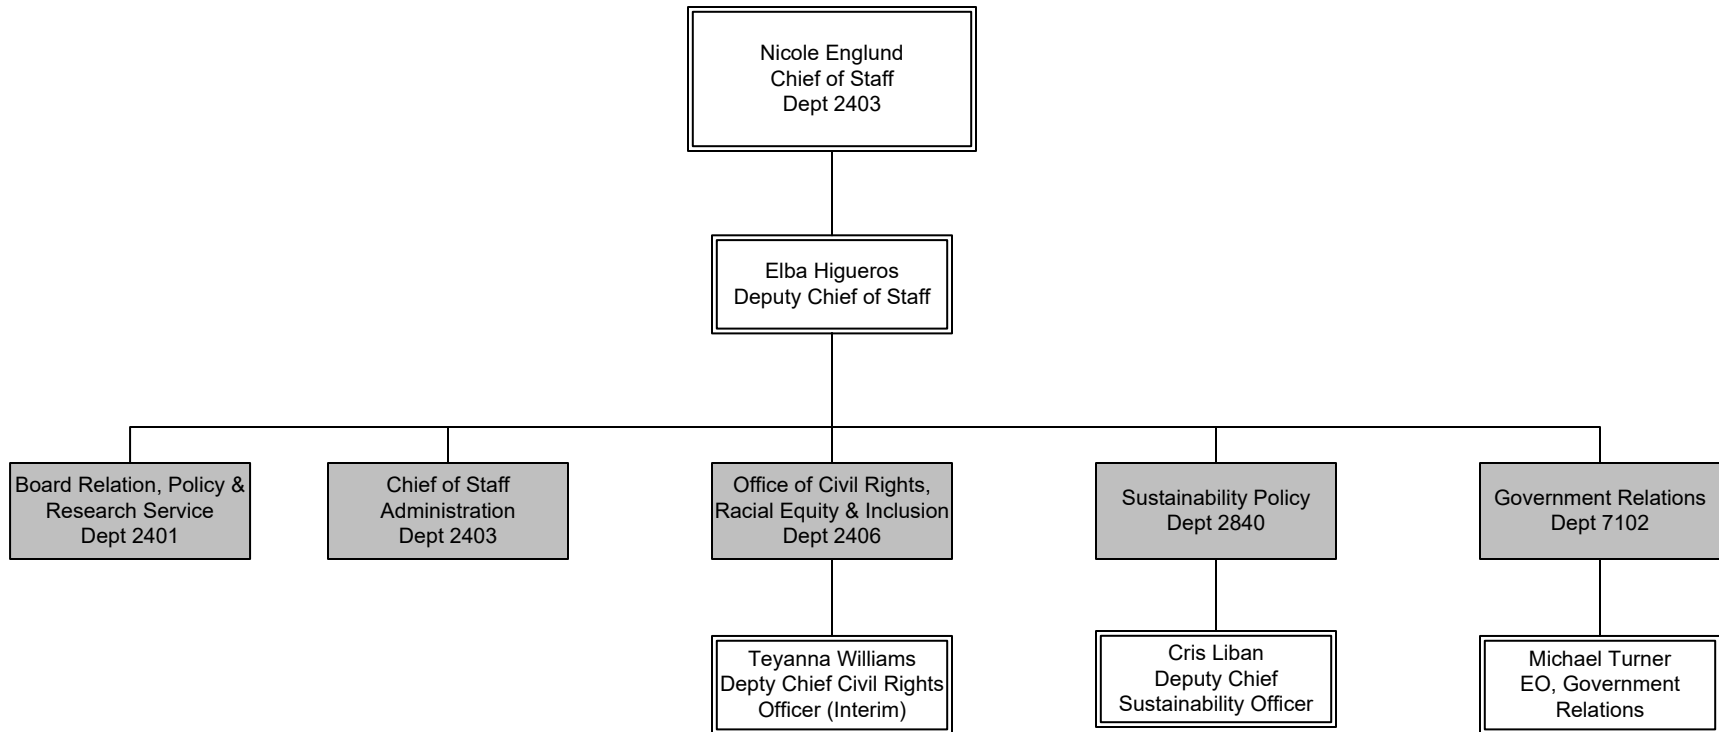 Nicole Englund
Chief of Staff
Dept 2403
Elba Higueros
Deputy Chief of Staff
Board Relation, Policy &
Research Service
Dept 2401
Chief of Staff
Administration
Dept 2403
Office of Civil Rights,
Racial Equity & Inclusion
Dept 2406
Sustainability Policy
Dept 2840
Government Relations
Dept 7102
Teyanna Williams
Depty Chief Civil Rights
Officer (Interim)
Cris Liban
Deputy Chief
Sustainability Officer
Michael Turner
EO, Government
Relations